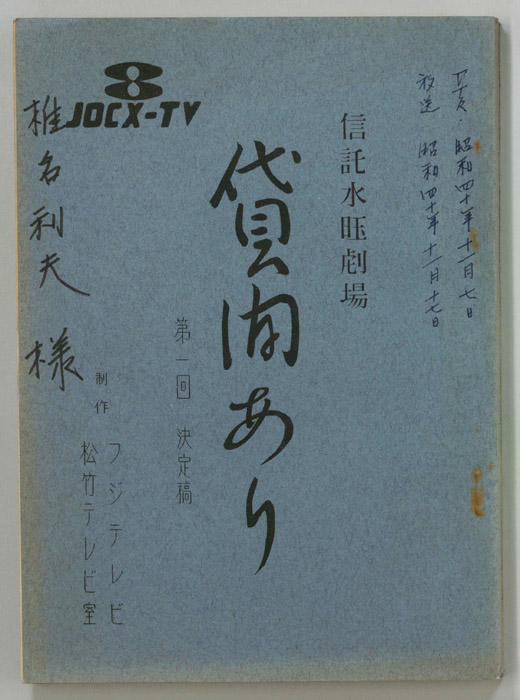 VTR 昭和四十年十一月七日
放送 昭和四十年十一月十七日
信託水曜劇場
貸間あり
第一回 決定稿
8
JOCX-TV
制作 フジテレビ
松竹テレビ室
椎名利夫様